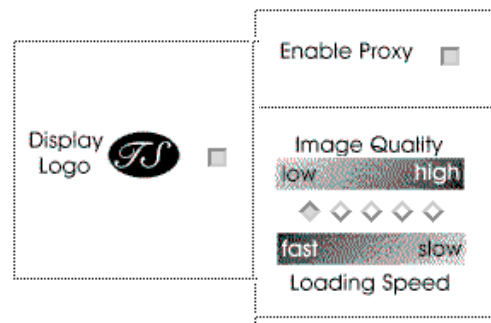 Enable Proxy
Display
Logo
TS
Image Quality
low high
fast slow
Loading Speed